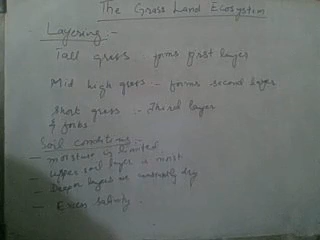 The Grass Land Ecosystem
Layering :-
Tall grass forms first layer
Mid high grass :- forms second layer
Short grass :- Third layer
& forbs
Soil conditions :-
— moisture is limited
— upper soil layer is moist
— Deeper layers are constantly dry
— Excess salinity.